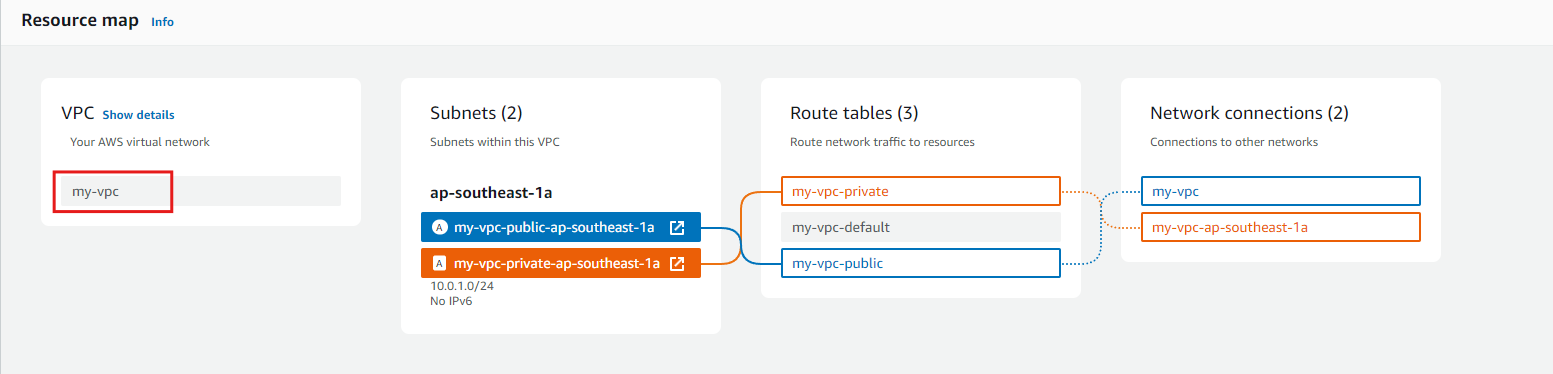 Resource map Info
VPC Show details
Your AWS virtual network
my-vpc
Subnets (2)
Subnets within this VPC
ap-southeast-1a
A my-vpc-public-ap-southeast-1a
A my-vpc-private-ap-southeast-1a
10.0.1.0/24
No IPv6
Route tables (3)
Route network traffic to resources
my-vpc-private
my-vpc-default
my-vpc-public
Network connections (2)
Connections to other networks
my-vpc
my-vpc-ap-southeast-1a